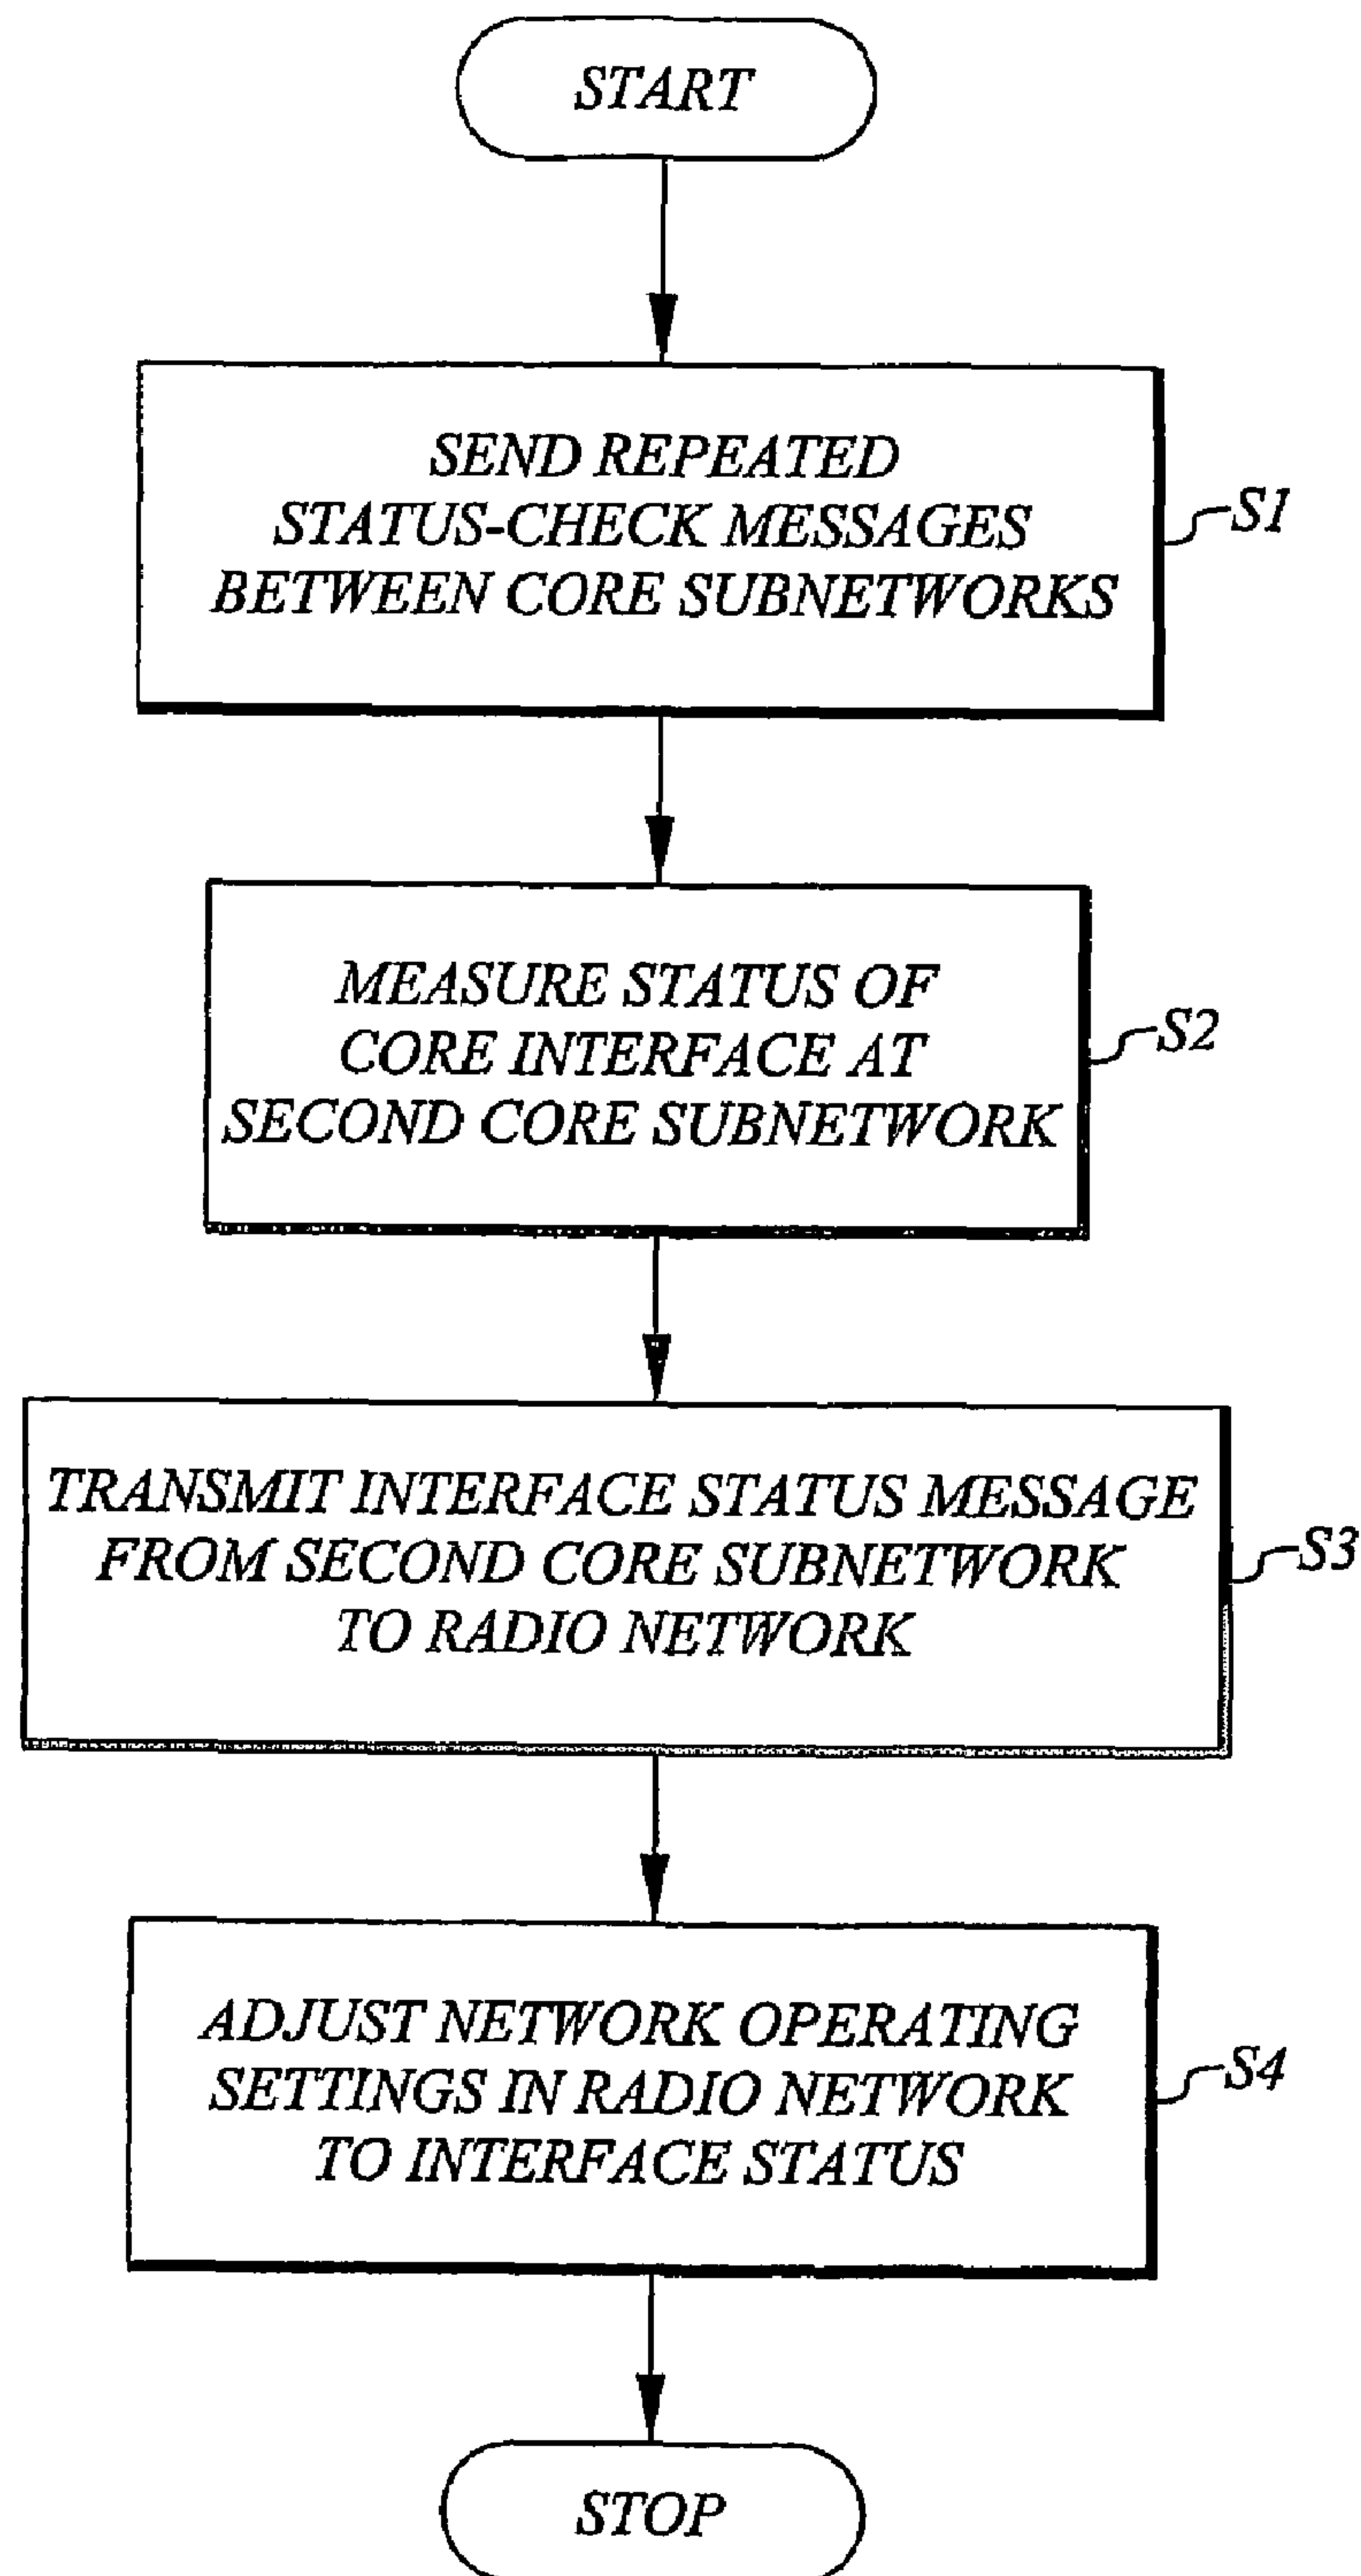 START
SEND REPEATED
STATUS-CHECK MESSAGES
BETWEEN CORE SUBNETWORKS
S1
MEASURE STATUS OF
CORE INTERFACE AT
SECOND CORE SUBNETWORK
S2
TRANSMIT INTERFACE STATUS MESSAGE
FROM SECOND CORE SUBNETWORK
TO RADIO NETWORK
S3
ADJUST NETWORK OPERATING
SETTINGS IN RADIO NETWORK
TO INTERFACE STATUS
S4
STOP